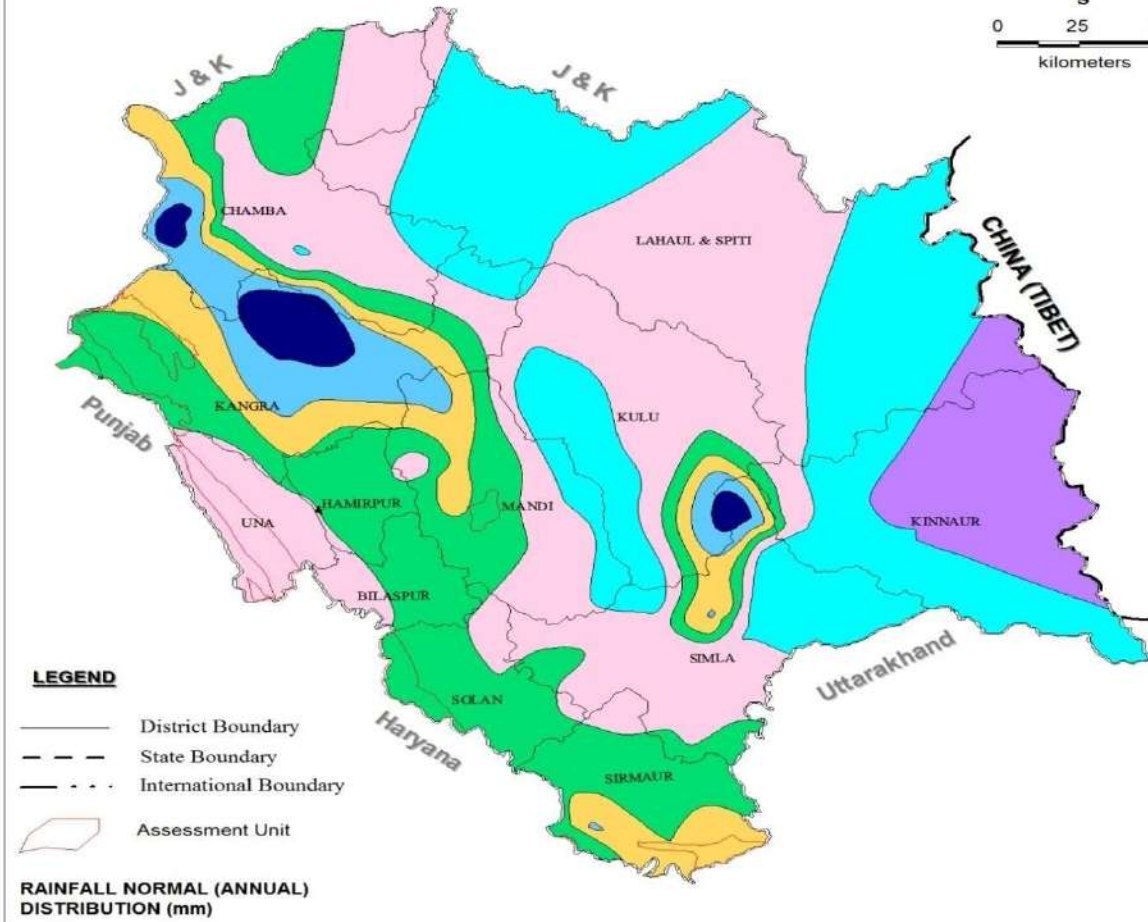 0 25
kilometers
J & K
J & K
CHAMBA
LAHAUL & SPITI
CHINA (TIBET)
KANGRA
Punjab
KULU
HAMIRPUR
MANDI
UNA
KINNAUR
BILASPUR
SIMLA
Uttarakhand
SOLAN
Haryana
SIRMAUR
LEGEND
District Boundary
State Boundary
International Boundary
Assessment Unit
RAINFALL NORMAL (ANNUAL)
DISTRIBUTION (mm)